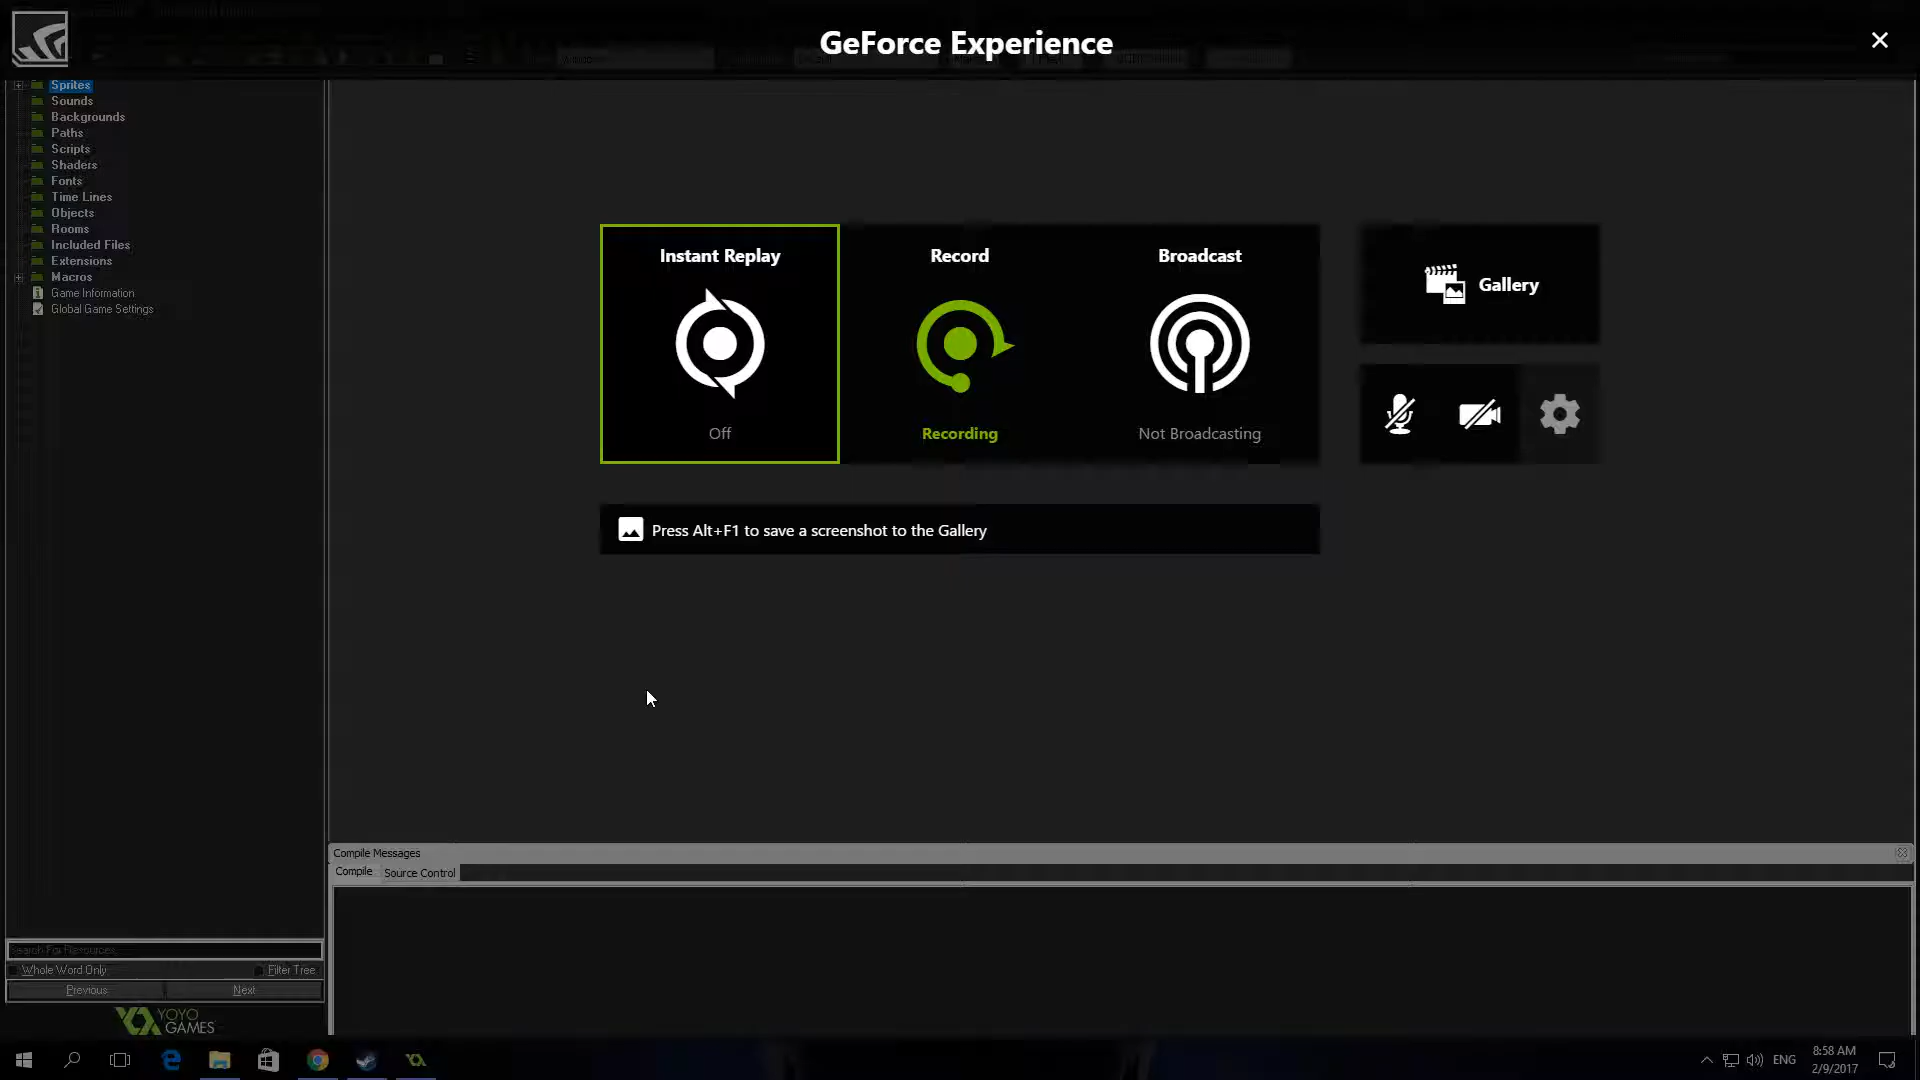 GeForce Experience
Sprites
Sounds
Backgrounds
Paths
Scripts
Shaders
Fonts
Time Lines
Objects
Rooms
Included Files
Extensions
Macros
Game Information
Global Game Settings
Instant Replay
Off
Record
Recording
Broadcast
Not Broadcasting
Gallery
Press Alt+F1 to save a screenshot to the Gallery
Compile Messages
Compile
Source Control
Search For Resources
Whole Word Only
Filter Tree
Previous
Next
YOYO
GAMES
ENG
8:58 AM
2/9/2017